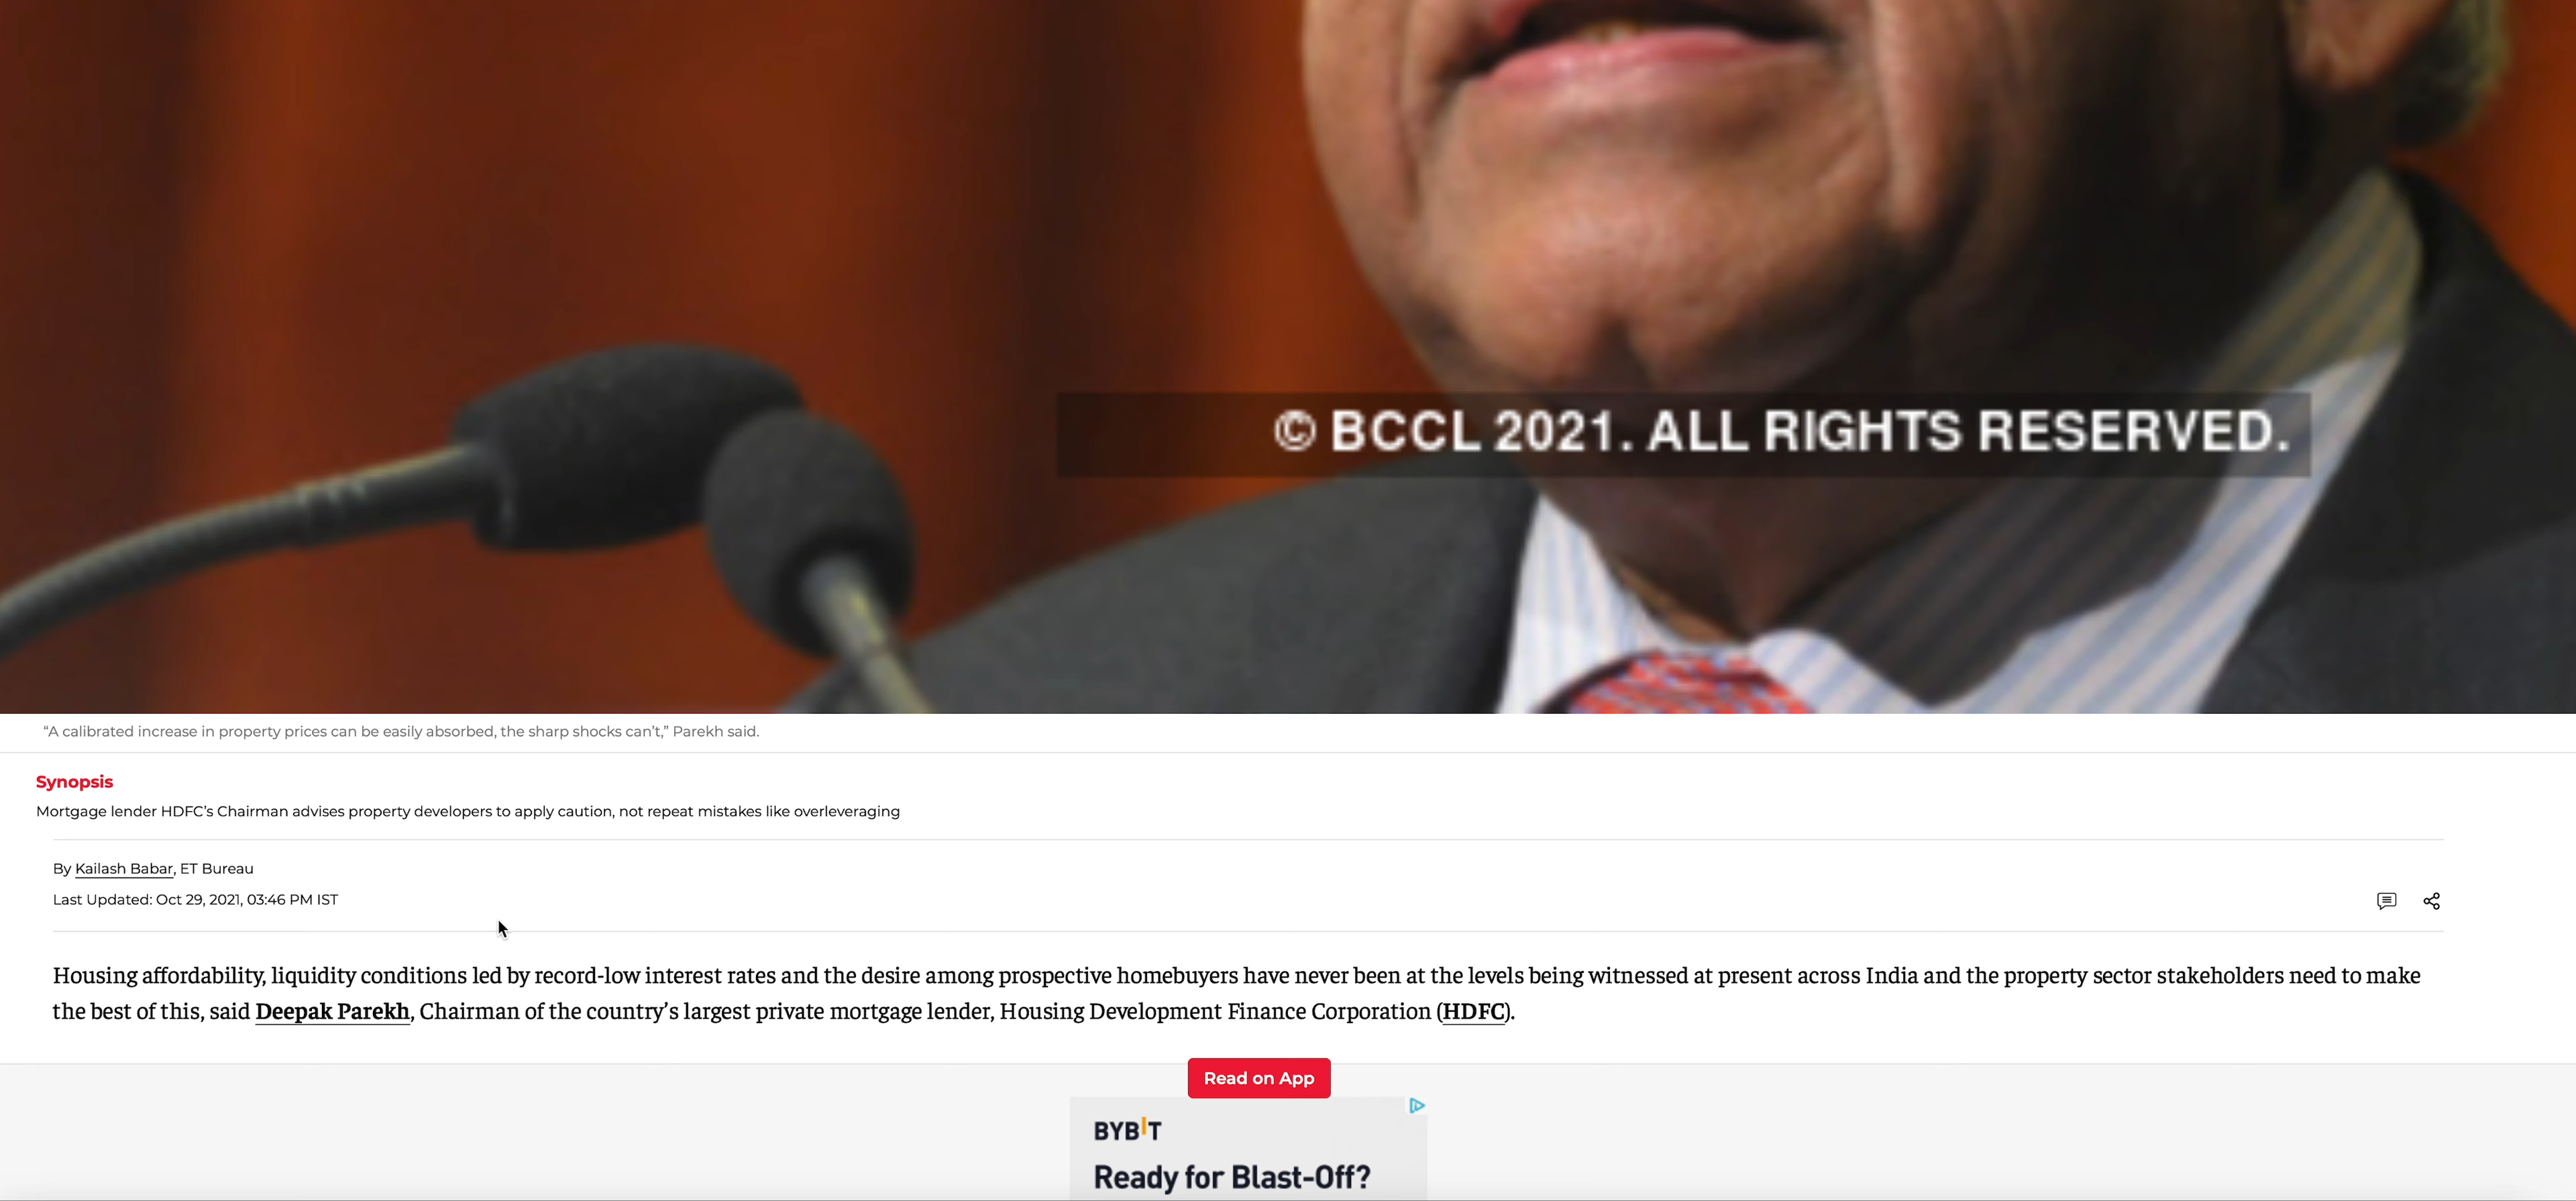 © BCCL 2021. ALL RIGHTS RESERVED.
“A calibrated increase in property prices can be easily absorbed, the sharp shocks can’t,” Parekh said.
Synopsis
Mortgage lender HDFC’s Chairman advises property developers to apply caution, not repeat mistakes like overleveraging
By Kailash Babar, ET Bureau
Last Updated: Oct 29, 2021, 03:46 PM IST
Housing affordability, liquidity conditions led by record-low interest rates and the desire among prospective homebuyers have never been at the levels being witnessed at present across India and the property sector stakeholders need to make
the best of this, said Deepak Parekh, Chairman of the country’s largest private mortgage lender, Housing Development Finance Corporation (HDFC).
Read on App
BYBIT
Ready for Blast-Off?